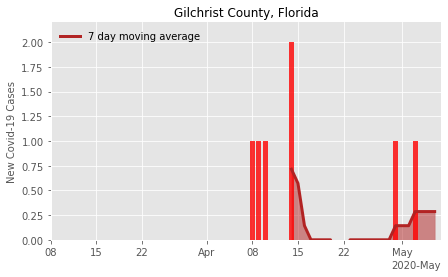 Gilchrist County, Florida
7 day moving average
New Covid-19 Cases
2.00
1.75
1.50
1.25
1.00
0.75
0.50
0.25
0.00
08 15 22 Apr 08 15 22 May
2020-May